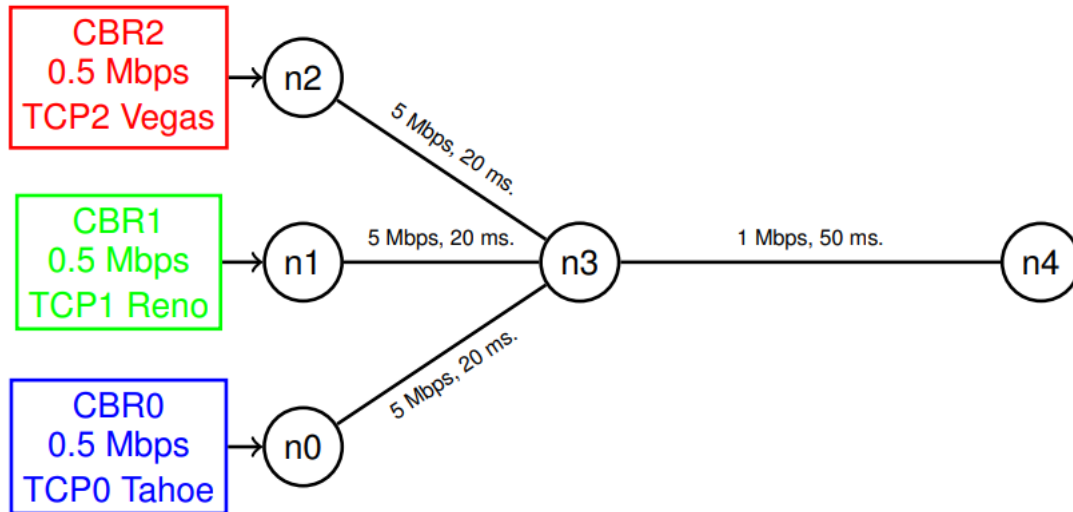 CBR2
0.5 Mbps
TCP2 Vegas
n2
5 Mbps, 20 ms.
CBR1
0.5 Mbps
TCP1 Reno
n1
5 Mbps, 20 ms.
n3
1 Mbps, 50 ms.
n4
CBR0
0.5 Mbps
TCP0 Tahoe
n0
5 Mbps, 20 ms.